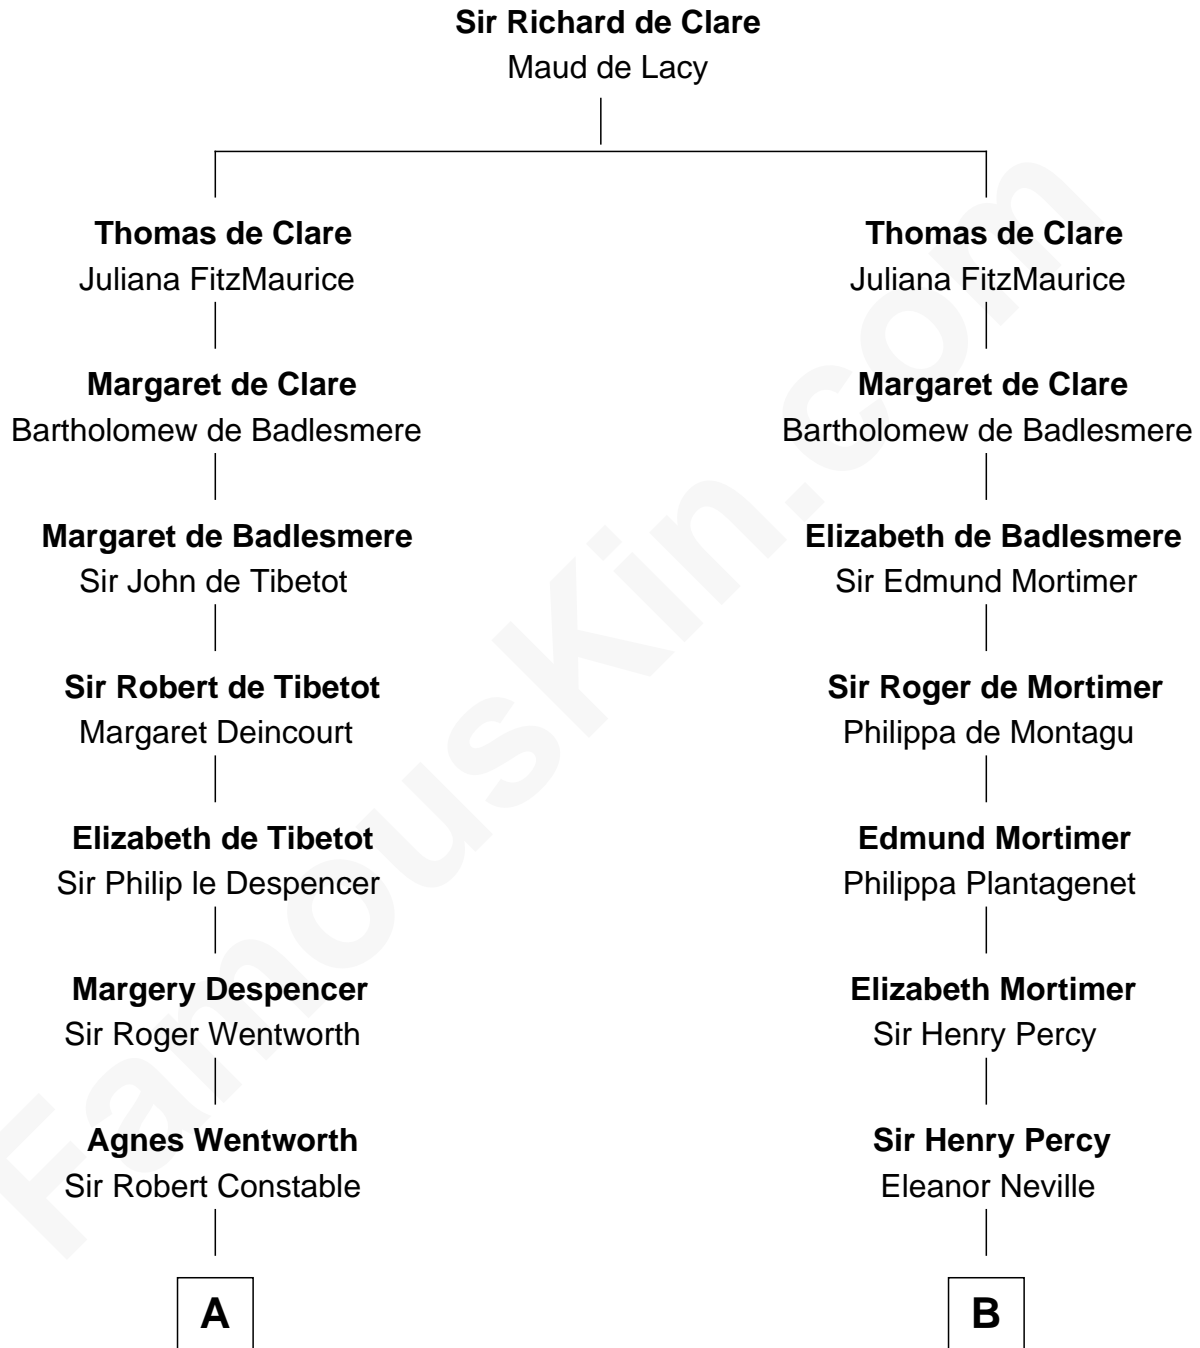 Sir Richard de Clare
Maud de Lacy
Thomas de Clare
Juliana FitzMaurice
Thomas de Clare
Juliana FitzMaurice
Margaret de Clare
Bartholomew de Badlesmere
Margaret de Clare
Bartholomew de Badlesmere
Margaret de Badlesmere
Sir John de Tibetot
Elizabeth de Badlesmere
Sir Edmund Mortimer
Sir Robert de Tibetot
Margaret Deincourt
Sir Roger de Mortimer
Philippa de Montagu
Elizabeth de Tibetot
Sir Philip le Despencer
Edmund Mortimer
Philippa Plantagenet
Margery Despencer
Sir Roger Wentworth
Elizabeth Mortimer
Sir Henry Percy
Agnes Wentworth
Sir Robert Constable
Sir Henry Percy
Eleanor Neville
A
B
FamousKin.com